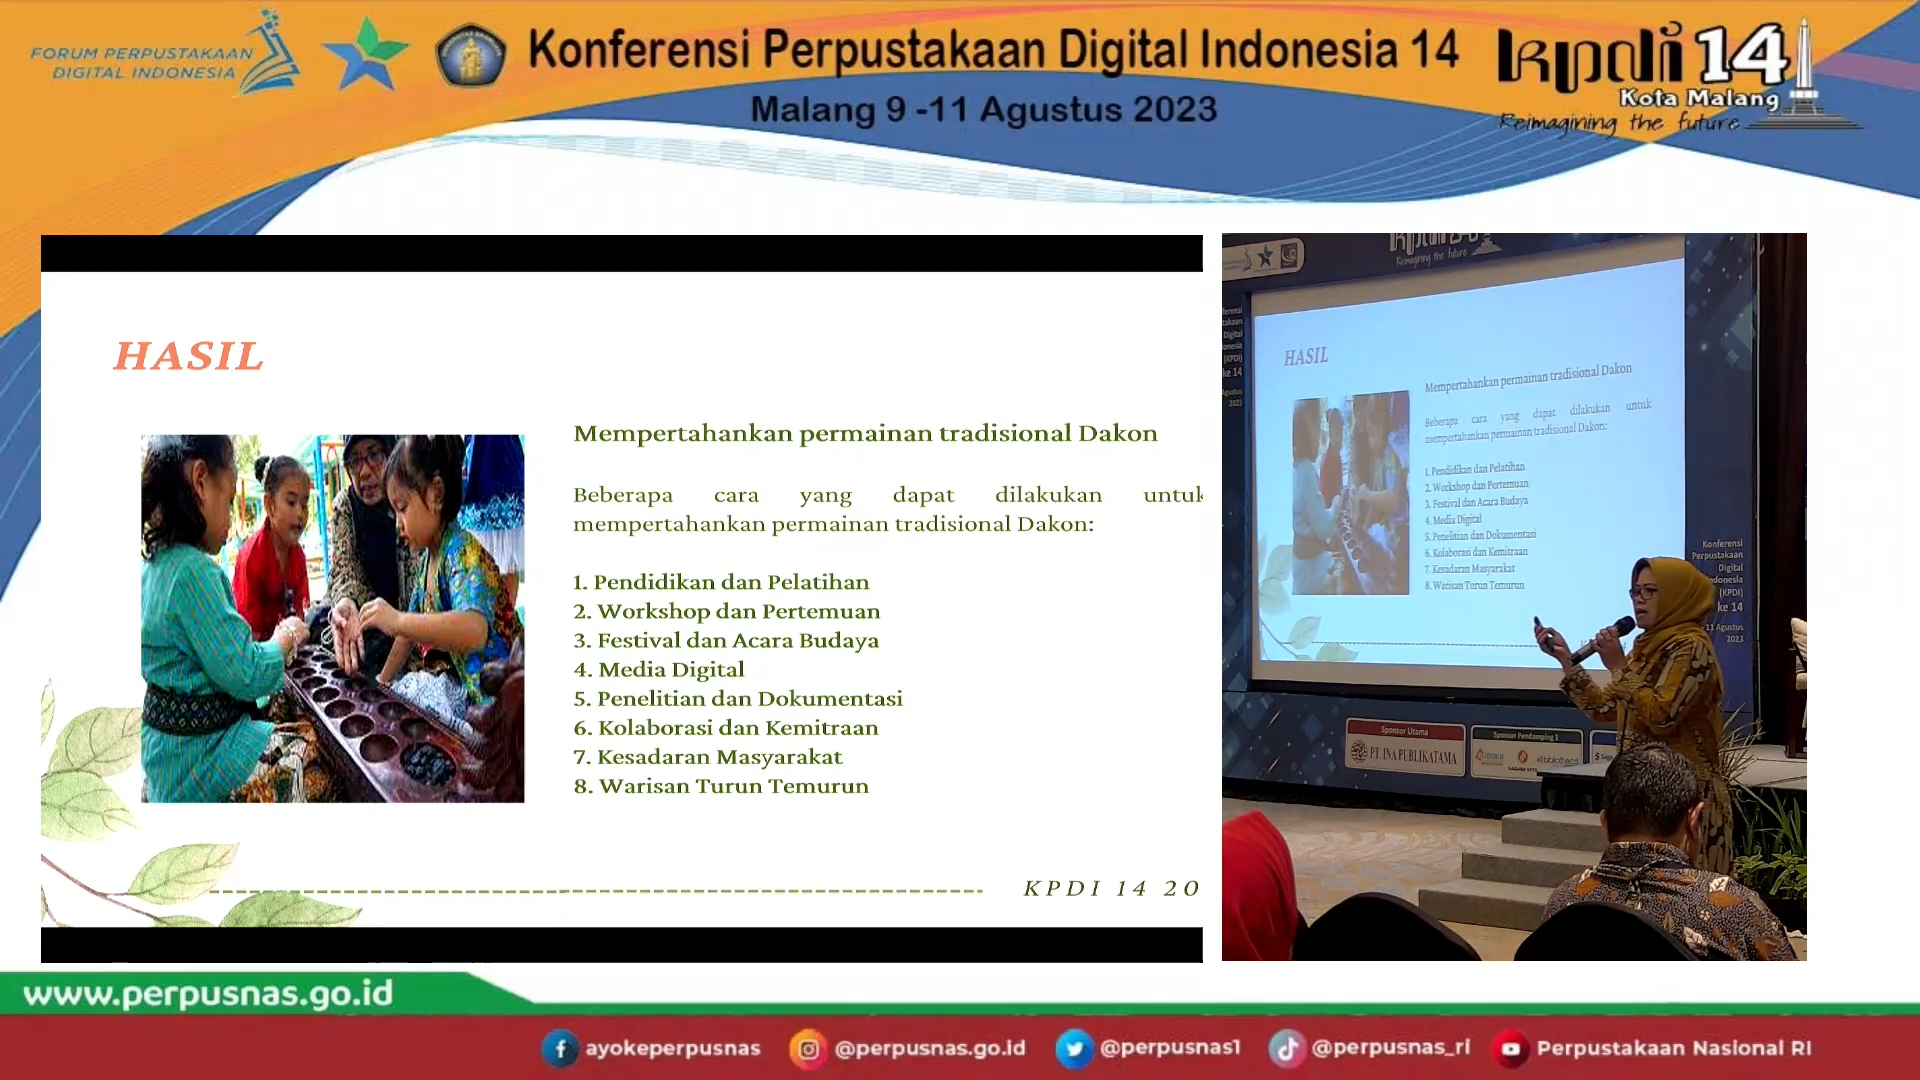 FORUM PERPUSTAKAAN
DIGITAL INDONESIA
Konferensi Perpustakaan Digital Indonesia 14
Malang 9 -11 Agustus 2023
kpdi 14
Kota Malang
Reimagining the future
HASIL
Mempertahankan permainan tradisional Dakon
Beberapa cara yang dapat dilakukan untuk
mempertahankan permainan tradisional Dakon:
1. Pendidikan dan Pelatihan
2. Workshop dan Pertemuan
3. Festival dan Acara Budaya
4. Media Digital
5. Penelitian dan Dokumentasi
6. Kolaborasi dan Kemitraan
7. Kesadaran Masyarakat
8. Warisan Turun Temurun
KPDI 14 20
Reimagining the future
HASIL
Mempertahankan permainan tradisional Dakon
Beberapa cara yang dapat dilakukan untuk
mempertahankan permainan tradisional Dakon:
1. Pendidikan dan Pelatihan
2. Workshop dan Pertemuan
3. Festival dan Acara Budaya
4. Media Digital
5. Penelitian dan Dokumentasi
6. Kolaborasi dan Kemitraan
7. Kesadaran Masyarakat
8. Warisan Turun Temurun
Konferensi
Perpustakaan
Digital
Indonesia
(KPDI)
ke 14
-11 Agustus
2023
Sponsor Utama
PT. INA PUBLIKATAMA
Sponsor Pendamping 1
www.perpusnas.go.id
ayokeperpusnas
@perpusnas.go.id
@perpusnas1
@perpusnas_ri
Perpustakaan Nasional RI